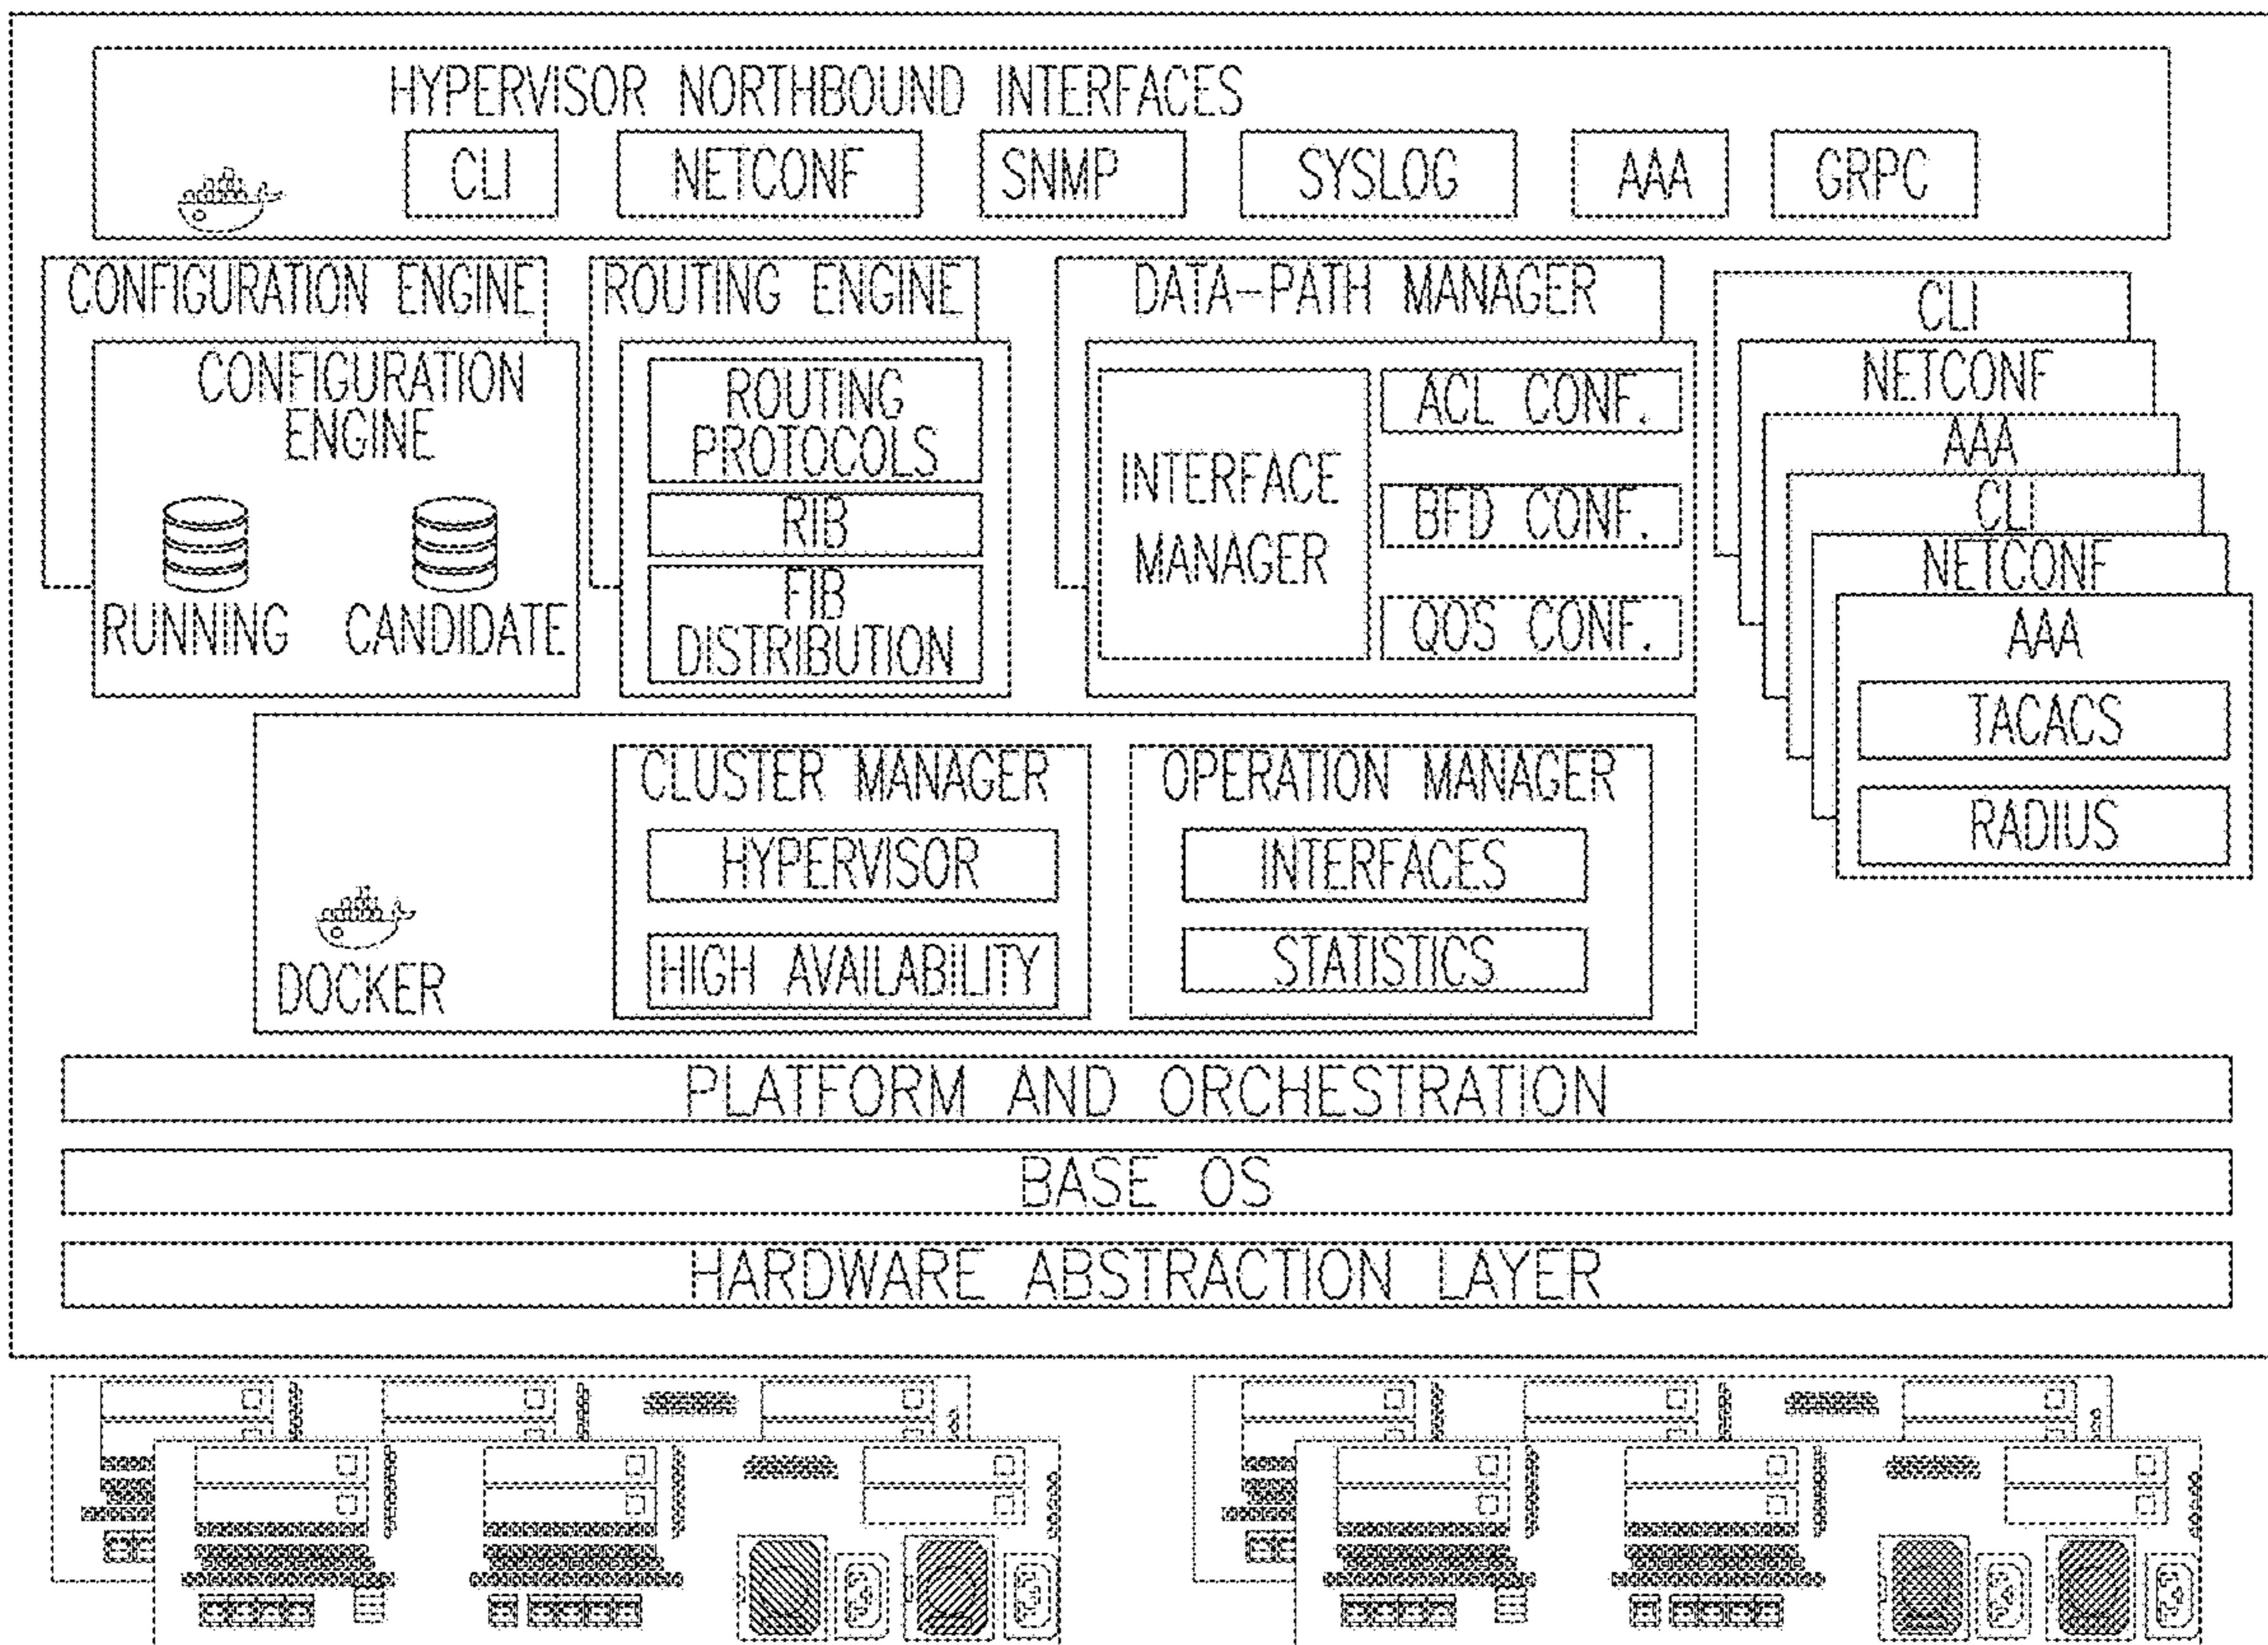 HYPERVISOR NORTHBOUND INTERFACES
CLI
NETCONF
SNMP
SYSLOG
AAA
GRPC
CONFIGURATION ENGINE
CONFIGURATION
ENGINE
RUNNING
CANDIDATE
ROUTING ENGINE
ROUTING
PROTOCOLS
RIB
FIB
DISTRIBUTION
DATA-PATH MANAGER
INTERFACE
MANAGER
ACL CONF.
BFD CONF.
QOS CONF.
CLI
NETCONF
AAA
CLI
NETCONF
AAA
TACACS
RADIUS
DOCKER
CLUSTER MANAGER
HYPERVISOR
HIGH AVAILABILITY
OPERATION MANAGER
INTERFACES
STATISTICS
PLATFORM AND ORCHESTRATION
BASE OS
HARDWARE ABSTRACTION LAYER